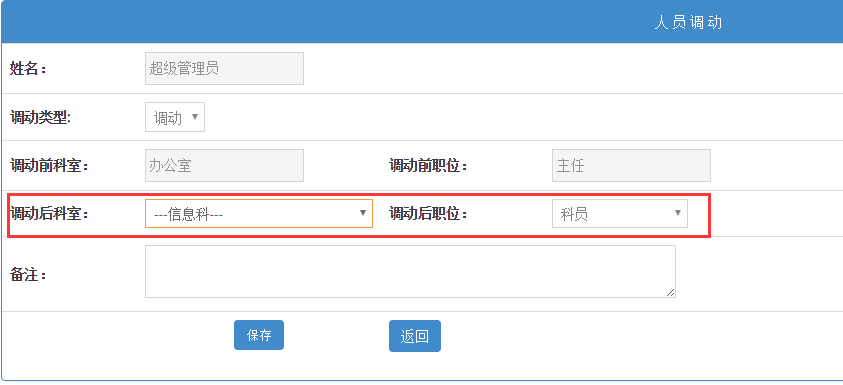 人员调动
姓名： 超级管理员
调动类型: 调动
调动前科室： 办公室 调动前职位： 主任
调动后科室： ---信息科--- 调动后职位： 科员
备注：
保存 返回